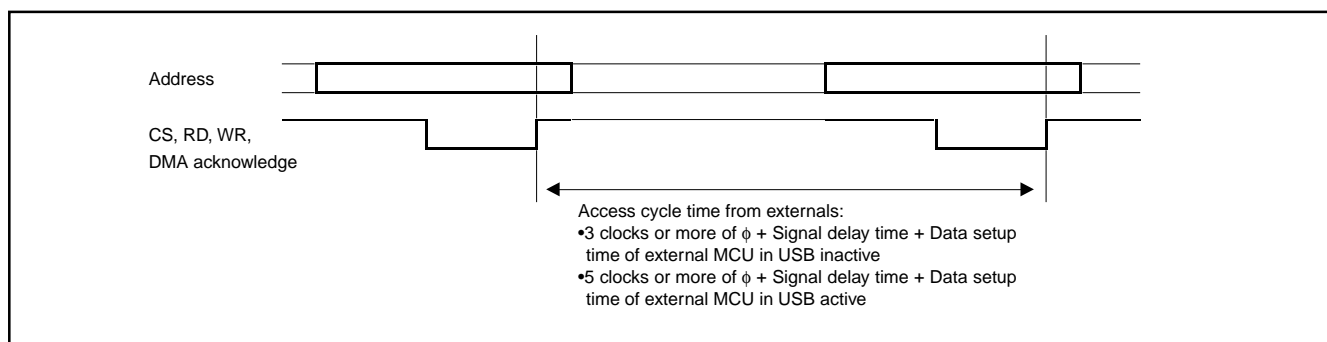 Address
CS, RD, WR,
DMA acknowledge
Access cycle time from externals:
•3 clocks or more of ϕ + Signal delay time + Data setup
time of external MCU in USB inactive
•5 clocks or more of ϕ + Signal delay time + Data setup
time of external MCU in USB active